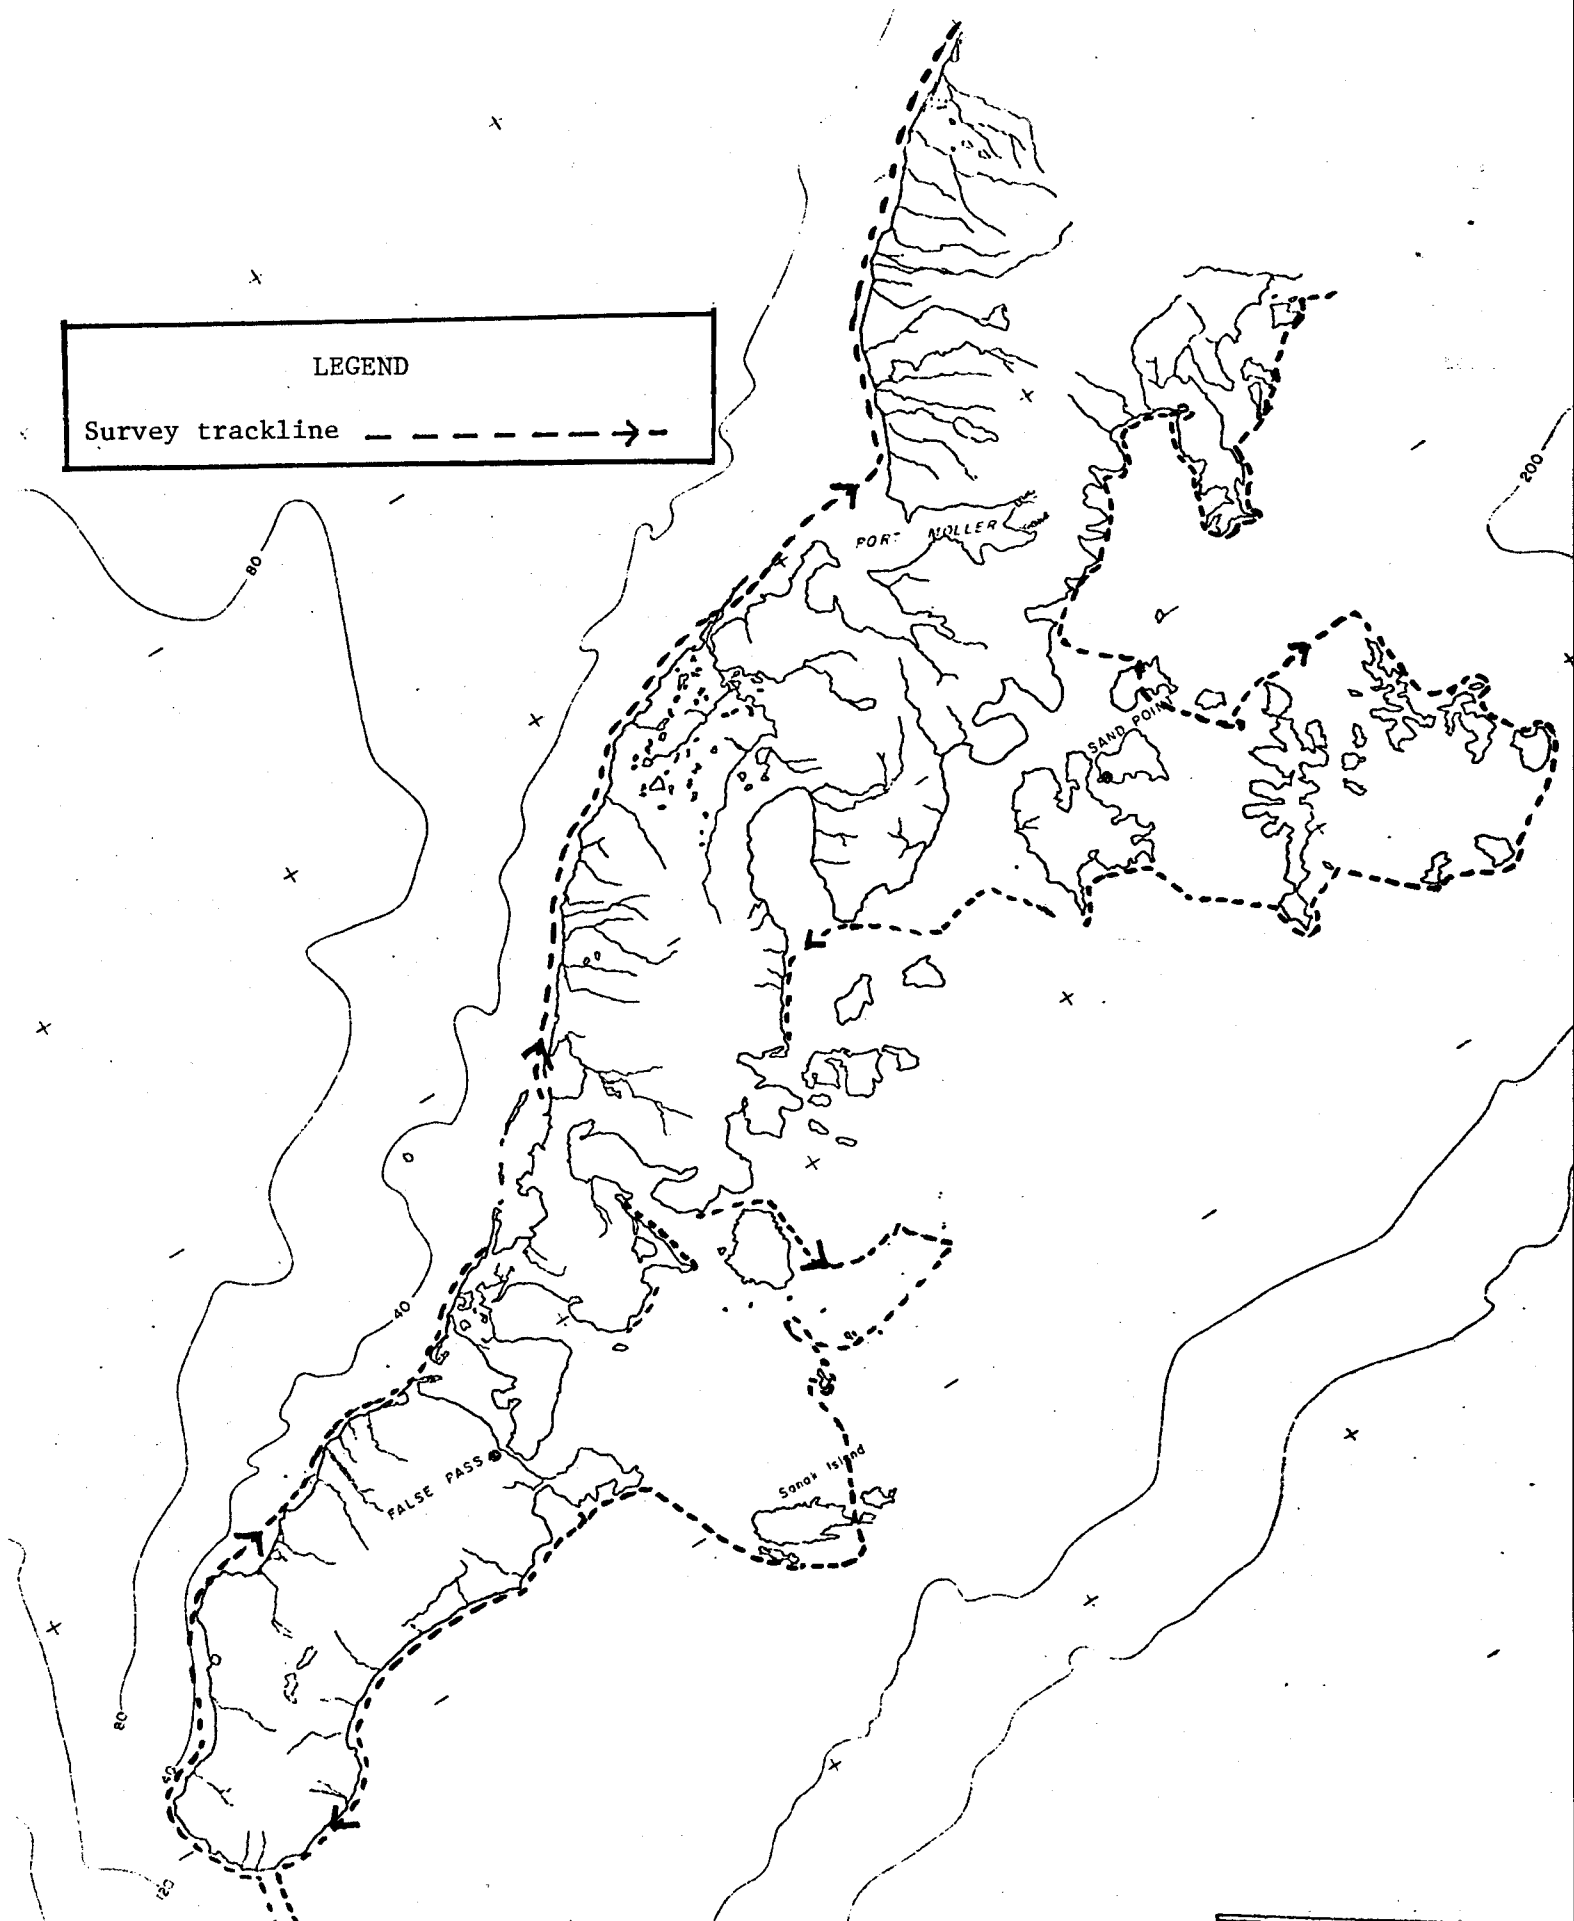 LEGEND
Survey trackline
200
80
PORT MOLLER
SAND POINT
40
FALSE PASS
Sanak Island
80
120